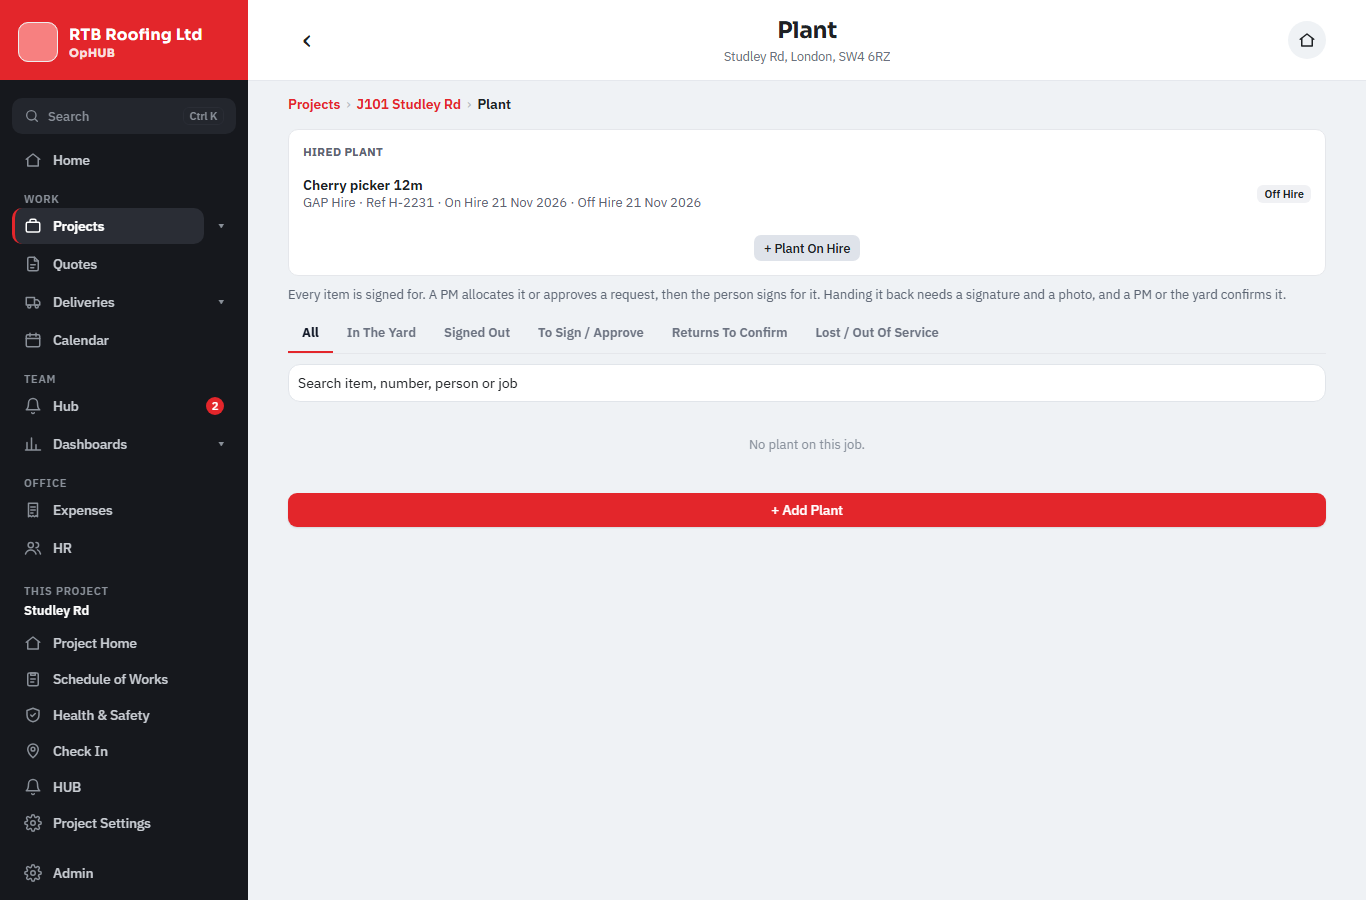 RTB Roofing Ltd
OpHUB
Search
Ctrl K
Home
WORK
Projects
Quotes
Deliveries
Calendar
TEAM
Hub
2
Dashboards
OFFICE
Expenses
HR
THIS PROJECT
Studley Rd
Project Home
Schedule of Works
Health & Safety
Check In
HUB
Project Settings
Admin
Plant
Studley Rd, London, SW4 6RZ
Projects › J101 Studley Rd › Plant
HIRED PLANT
Cherry picker 12m
GAP Hire · Ref H-2231 · On Hire 21 Nov 2026 · Off Hire 21 Nov 2026
Off Hire
+ Plant On Hire
Every item is signed for. A PM allocates it or approves a request, then the person signs for it. Handing it back needs a signature and a photo, and a PM or the yard confirms it.
All In The Yard Signed Out To Sign / Approve Returns To Confirm Lost / Out Of Service
Search item, number, person or job
No plant on this job.
+ Add Plant